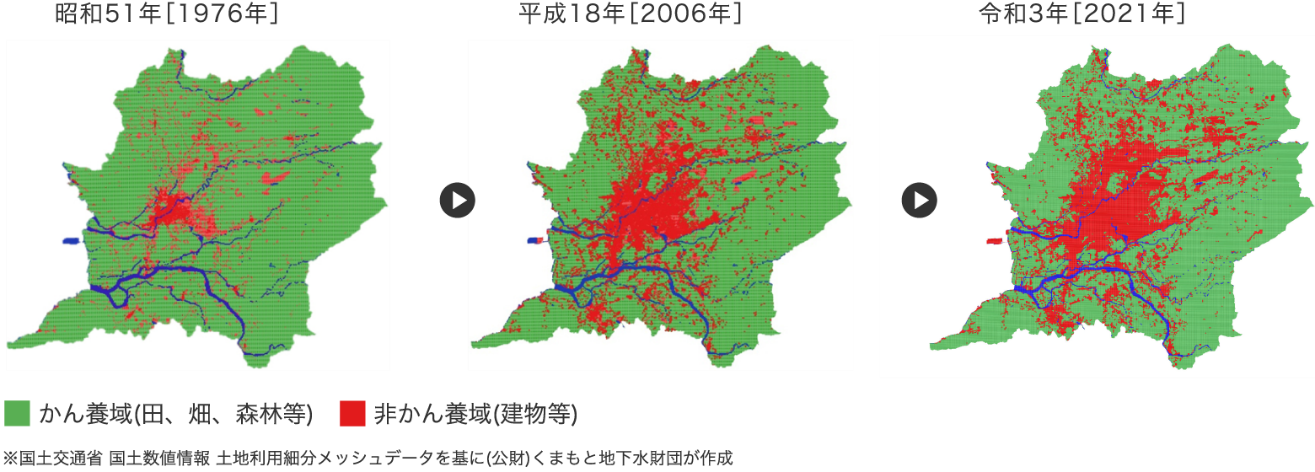 昭和51年[1976年]
平成18年[2006年]
令和3年[2021年]
かん養域(田、畑、森林等)
非かん養域(建物等)
※国土交通省 国土数値情報 土地利用細分メッシュデータを基に(公財)くまもと地下水財団が作成